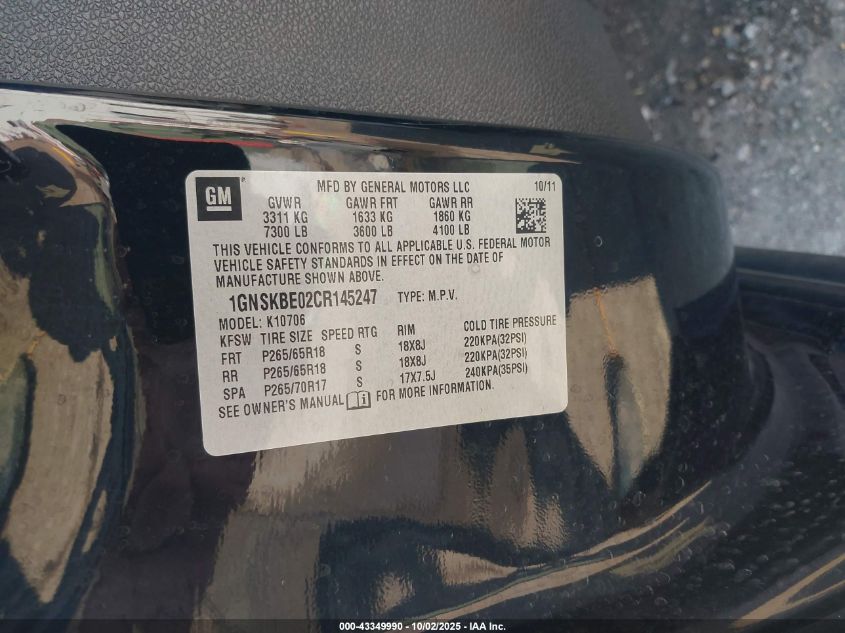 GM
MFD BY GENERAL MOTORS LLC 10/11
GVWR GAWR FRT GAWR RR
3311 KG 1633 KG 1860 KG
7300 LB 3600 LB 4100 LB
THIS VEHICLE CONFORMS TO ALL APPLICABLE U.S. FEDERAL MOTOR
VEHICLE SAFETY STANDARDS IN EFFECT ON THE DATE OF
MANUFACTURE SHOWN ABOVE.
1GNSKBE02CR145247 TYPE: M.P.V.
MODEL: K10706
KFSW TIRE SIZE SPEED RTG RIM COLD TIRE PRESSURE
FRT P265/65R18 S 18X8J 220KPA(32PSI)
RR P265/65R18 S 18X8J 220KPA(32PSI)
SPA P265/70R17 S 17X7.5J 240KPA(35PSI)
SEE OWNER'S MANUAL i FOR MORE INFORMATION.
000-43349990 - 10/02/2025 - IAA Inc.